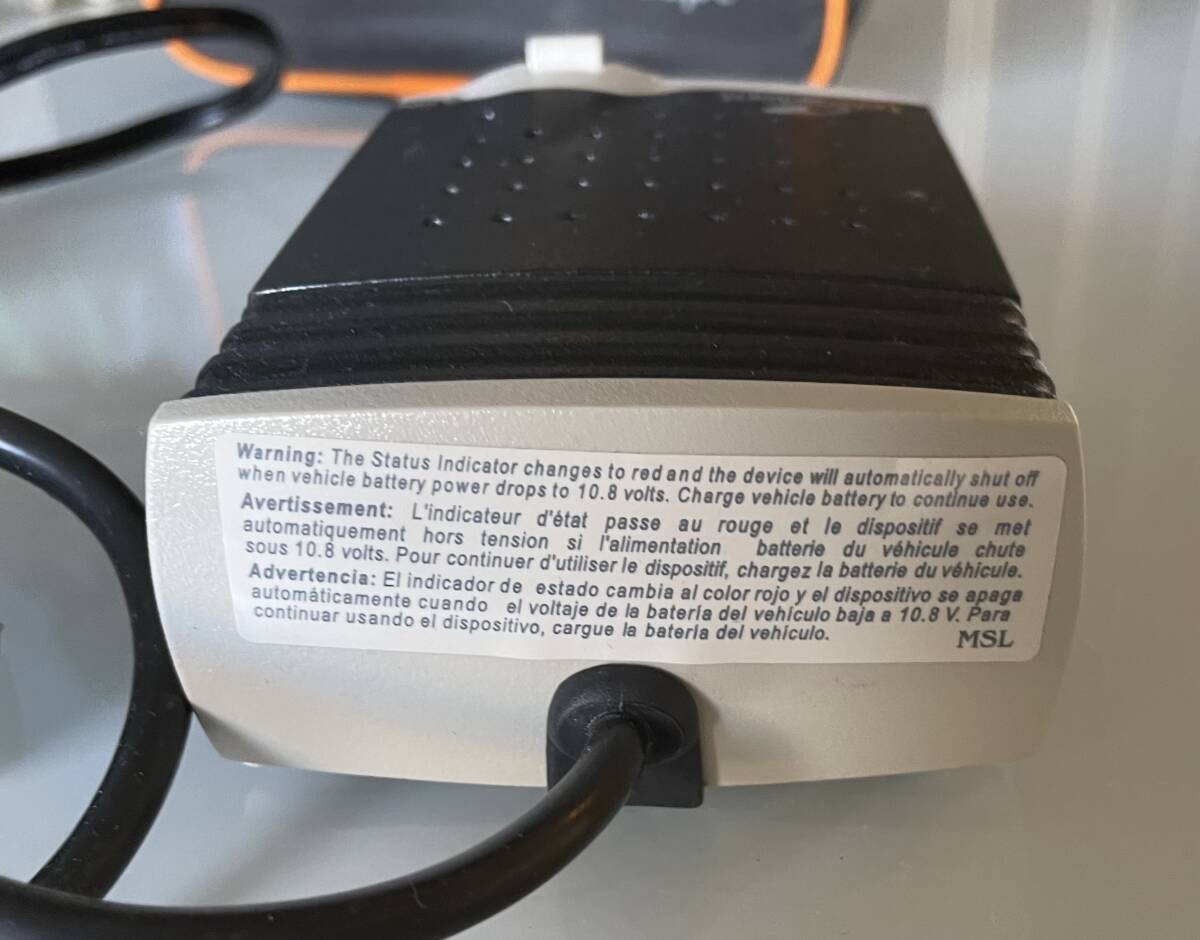 Warning: The Status Indicator changes to red and the device will automatically shut off
when vehicle battery power drops to 10.8 volts. Charge vehicle battery to continue use.
Avertissement: L'indicateur d'état passe au rouge et le dispositif se met
automatiquement hors tension si l'alimentation batterie du véhicule chute
sous 10.8 volts. Pour continuer d'utiliser le dispositif, chargez la batterie du véhicule.
Advertencia: El indicador de estado cambia al color rojo y el dispositivo se apaga
automáticamente cuando el voltaje de la batería del vehículo baja a 10.8 V. Para
continuar usando el dispositivo, cargue la batería del vehículo.
MSL